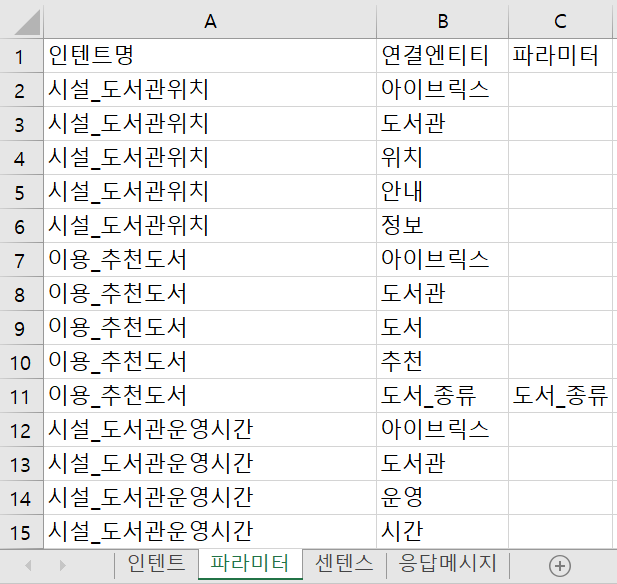 A B C
1 인텐트명 연결엔티티 파라미터
2 시설_도서관위치 아이브릭스
3 시설_도서관위치 도서관
4 시설_도서관위치 위치
5 시설_도서관위치 안내
6 시설_도서관위치 정보
7 이용_추천도서 아이브릭스
8 이용_추천도서 도서관
9 이용_추천도서 도서
10 이용_추천도서 추천
11 이용_추천도서 도서_종류 도서_종류
12 시설_도서관운영시간 아이브릭스
13 시설_도서관운영시간 도서관
14 시설_도서관운영시간 운영
15 시설_도서관운영시간 시간
인텐트 파라미터 센텐스 응답메시지